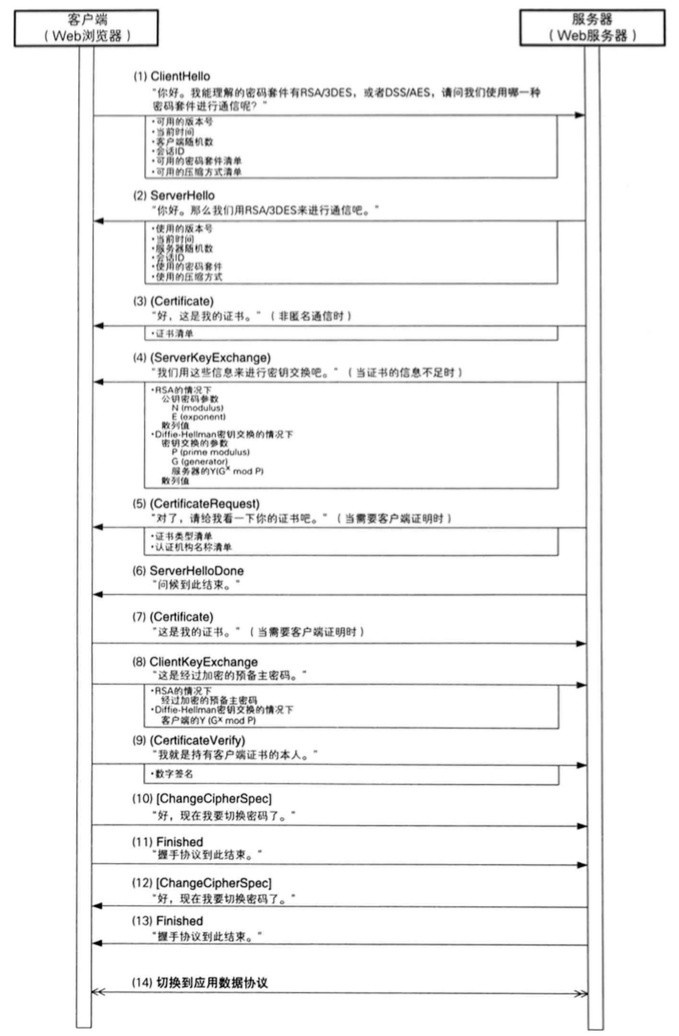 客户端
（Web浏览器）
服务器
（Web服务器）
(1) ClientHello
“你好。我能理解的密码套件有RSA/3DES，或者DSS/AES，请问我们使用哪一种
密码套件进行通信呢？”
・可用的版本号
・当前时间
・客户端随机数
・会话ID
・可用的密码套件清单
・可用的压缩方式清单
(2) ServerHello
“你好。那么我们用RSA/3DES来进行通信吧。”
・使用的版本号
・当前时间
・服务器随机数
・会话ID
・使用的密码套件
・使用的压缩方式
(3) (Certificate)
“好，这是我的证书。”（非匿名通信时）
・证书清单
(4) (ServerKeyExchange)
“我们用这些信息来进行密钥交换吧。”（当证书的信息不足时）
・RSA的情况下
公钥密码参数
N (modulus)
E (exponent)
散列值
・Diffie-Hellman密钥交换的情况下
密钥交换的参数
P (prime modulus)
G (generator)
服务器的Y(Gˣ mod P)
散列值
(5) (CertificateRequest)
“对了，请给我看一下你的证书吧。”（当需要客户端证明时）
・证书类型清单
・认证机构名称清单
(6) ServerHelloDone
“问候到此结束。”
(7) (Certificate)
“这是我的证书。”（当需要客户端证明时）
(8) ClientKeyExchange
“这是经过加密的预备主密码。”
・RSA的情况下
经过加密的预备主密码
・Diffie-Hellman密钥交换的情况下
客户端的Y (Gˣ mod P)
(9) (CertificateVerify)
“我就是持有客户端证书的本人。”
・数字签名
(10) [ChangeCipherSpec]
“好，现在我要切换密码了。”
(11) Finished
“握手协议到此结束。”
(12) [ChangeCipherSpec]
“好，现在我要切换密码了。”
(13) Finished
“握手协议到此结束。”
(14) 切换到应用数据协议